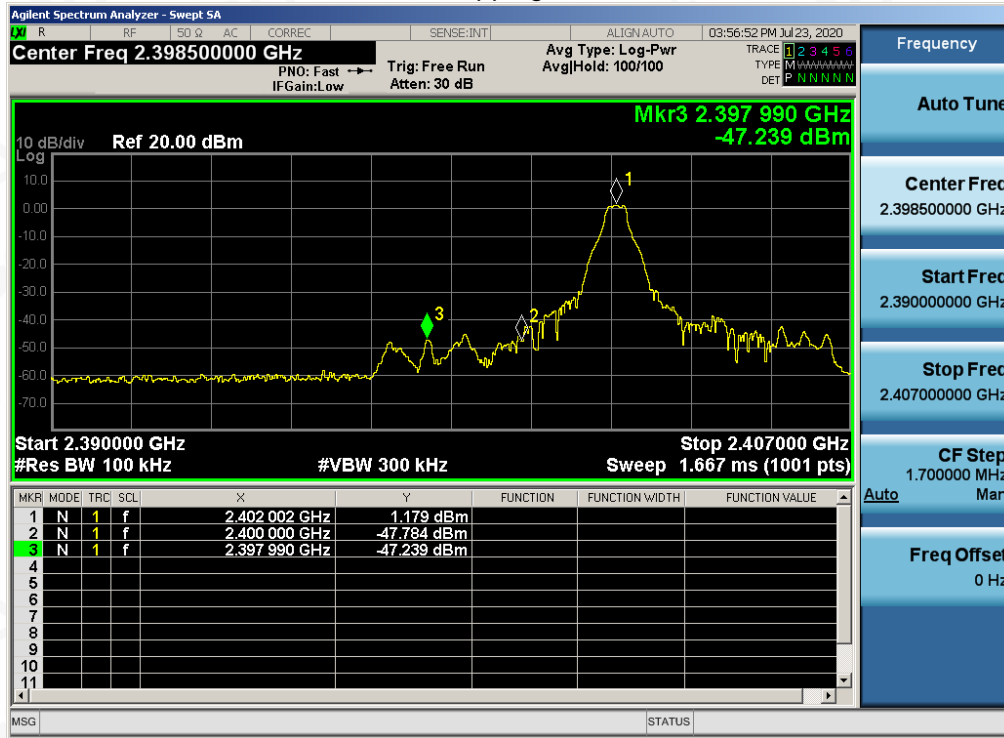 Agilent Spectrum Analyzer - Swept SA
LXI R RF 50 Ω AC CORREC SENSE:INT ALIGN AUTO 03:56:52 PM Jul 23, 2020
Center Freq 2.398500000 GHz
PNO: Fast
IFGain:Low
Trig: Free Run
Atten: 30 dB
Avg Type: Log-Pwr
Avg|Hold: 100/100
TRACE 1 2 3 4 5 6
TYPE MWWWWW
DET P N N N N N
Mkr3 2.397 990 GHz
-47.239 dBm
10 dB/div Ref 20.00 dBm
Log
10.0
0.00
-10.0
-20.0
-30.0
-40.0
-50.0
-60.0
-70.0
1
2
3
Start 2.390000 GHz Stop 2.407000 GHz
#Res BW 100 kHz #VBW 300 kHz Sweep 1.667 ms (1001 pts)
MKR MODE TRC SCL X Y FUNCTION FUNCTION WIDTH FUNCTION VALUE
1 N 1 f 2.402 002 GHz 1.179 dBm
2 N 1 f 2.400 000 GHz -47.784 dBm
3 N 1 f 2.397 990 GHz -47.239 dBm
4
5
6
7
8
9
10
11
MSG STATUS
Frequency
Auto Tune
Center Freq
2.398500000 GHz
Start Freq
2.390000000 GHz
Stop Freq
2.407000000 GHz
CF Step
1.700000 MHz
Auto Man
Freq Offset
0 Hz